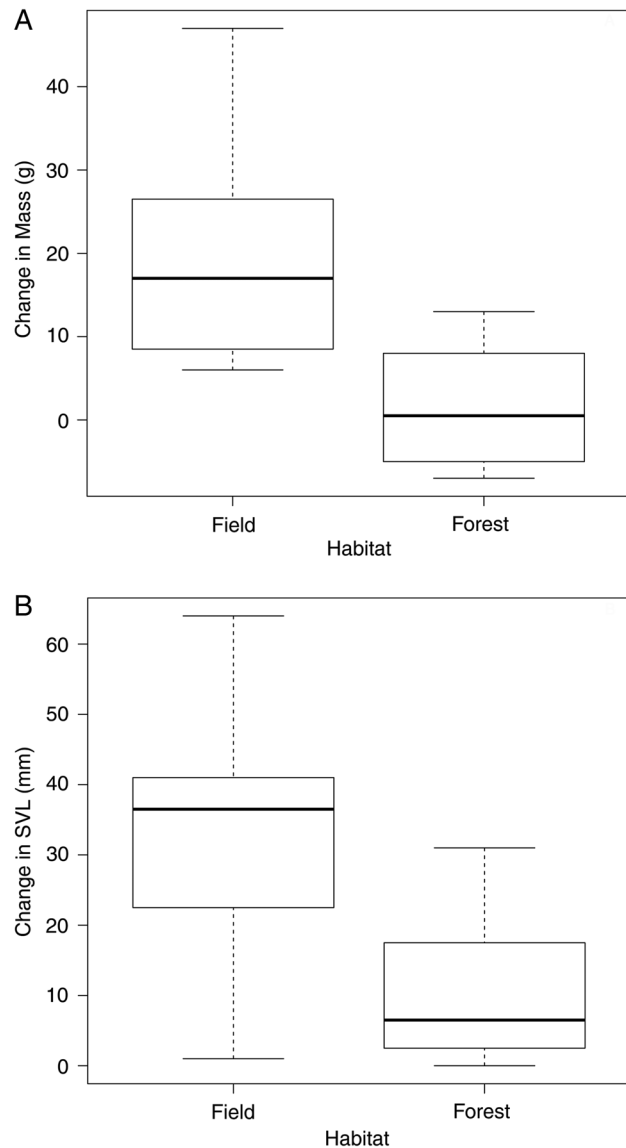 A
Change in Mass (g)
40
30
20
10
0
Field
Forest
Habitat
B
Change in SVL (mm)
60
50
40
30
20
10
0
Field
Forest
Habitat